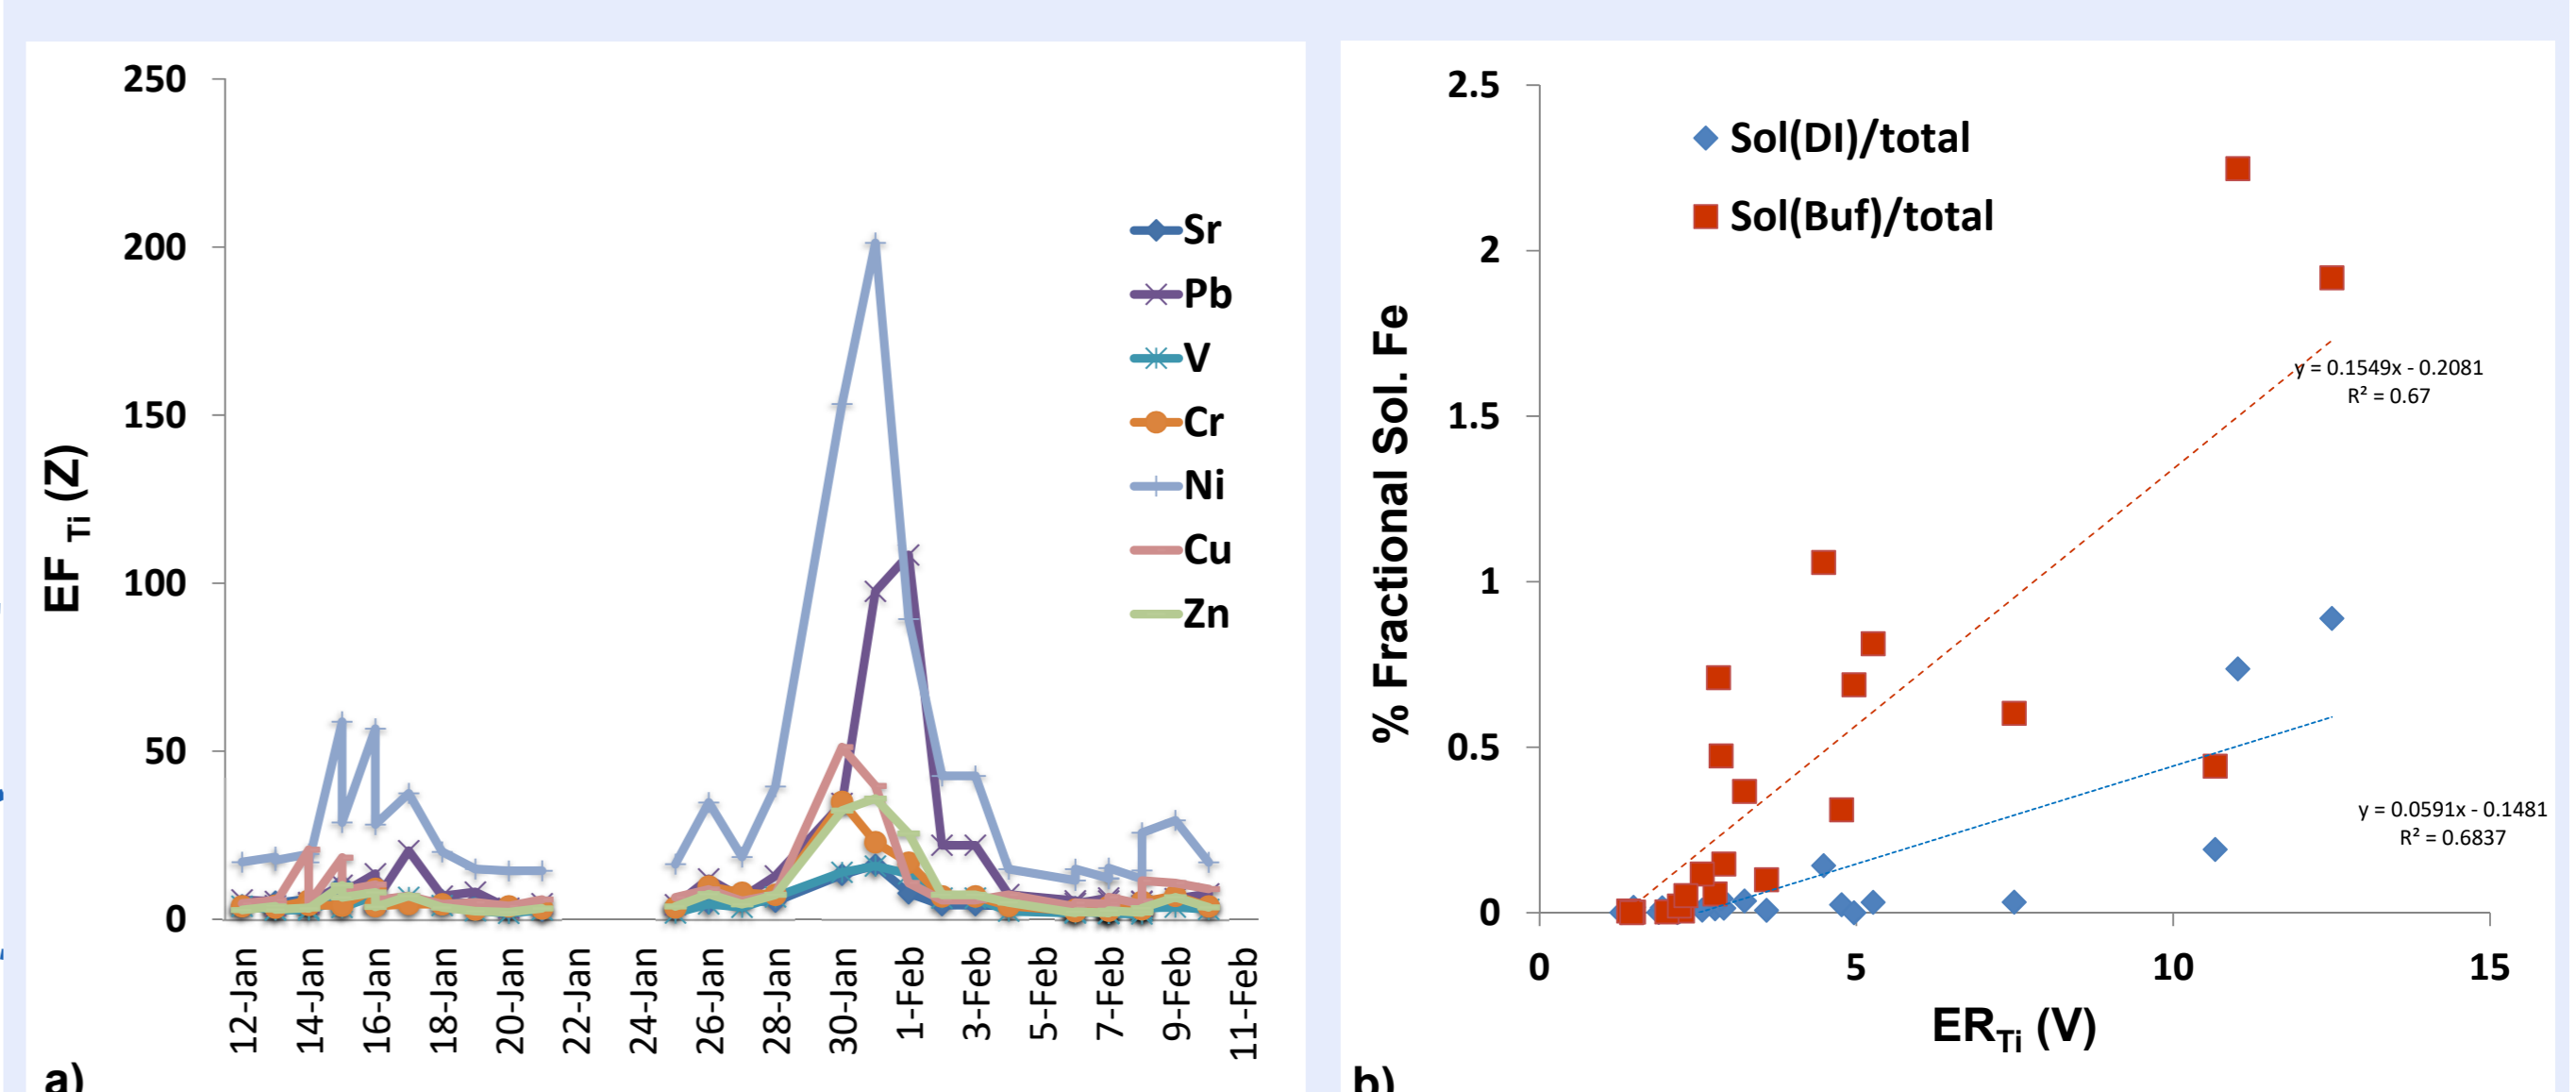 250
200
150
100
50
0
EF Ti (Z)
Sr
Pb
V
Cr
Ni
Cu
Zn
12-Jan
14-Jan
16-Jan
18-Jan
20-Jan
22-Jan
24-Jan
26-Jan
28-Jan
30-Jan
1-Feb
3-Feb
5-Feb
7-Feb
9-Feb
11-Feb
a)
2.5
2
1.5
1
0.5
0
% Fractional Sol. Fe
Sol(DI)/total
Sol(Buf)/total
y = 0.1549x - 0.2081
R² = 0.67
y = 0.0591x - 0.1481
R² = 0.6837
0 5 10 15
ERTi (V)
b)